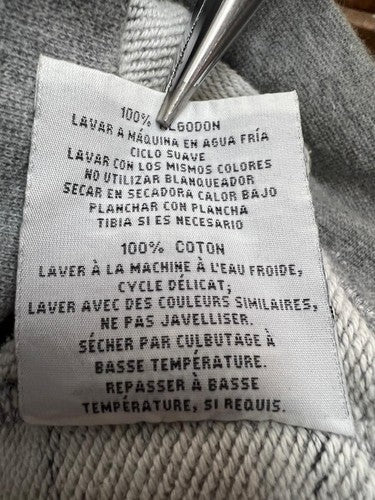 100% ALGODON
LAVAR A MÁQUINA EN AGUA FRÍA
CICLO SUAVE
LAVAR CON LOS MISMOS COLORES
NO UTILIZAR BLANQUEADOR
SECAR EN SECADORA CALOR BAJO
PLANCHAR CON PLANCHA
TIBIA SI ES NECESARIO
100% COTON
LAVER À LA MACHINE À L'EAU FROIDE,
CYCLE DÉLICAT;
LAVER AVEC DES COULEURS SIMILAIRES,
NE PAS JAVELLISER.
SÉCHER PAR CULBUTAGE À
BASSE TEMPÉRATURE.
REPASSER À BASSE
TEMPÉRATURE, SI REQUIS.